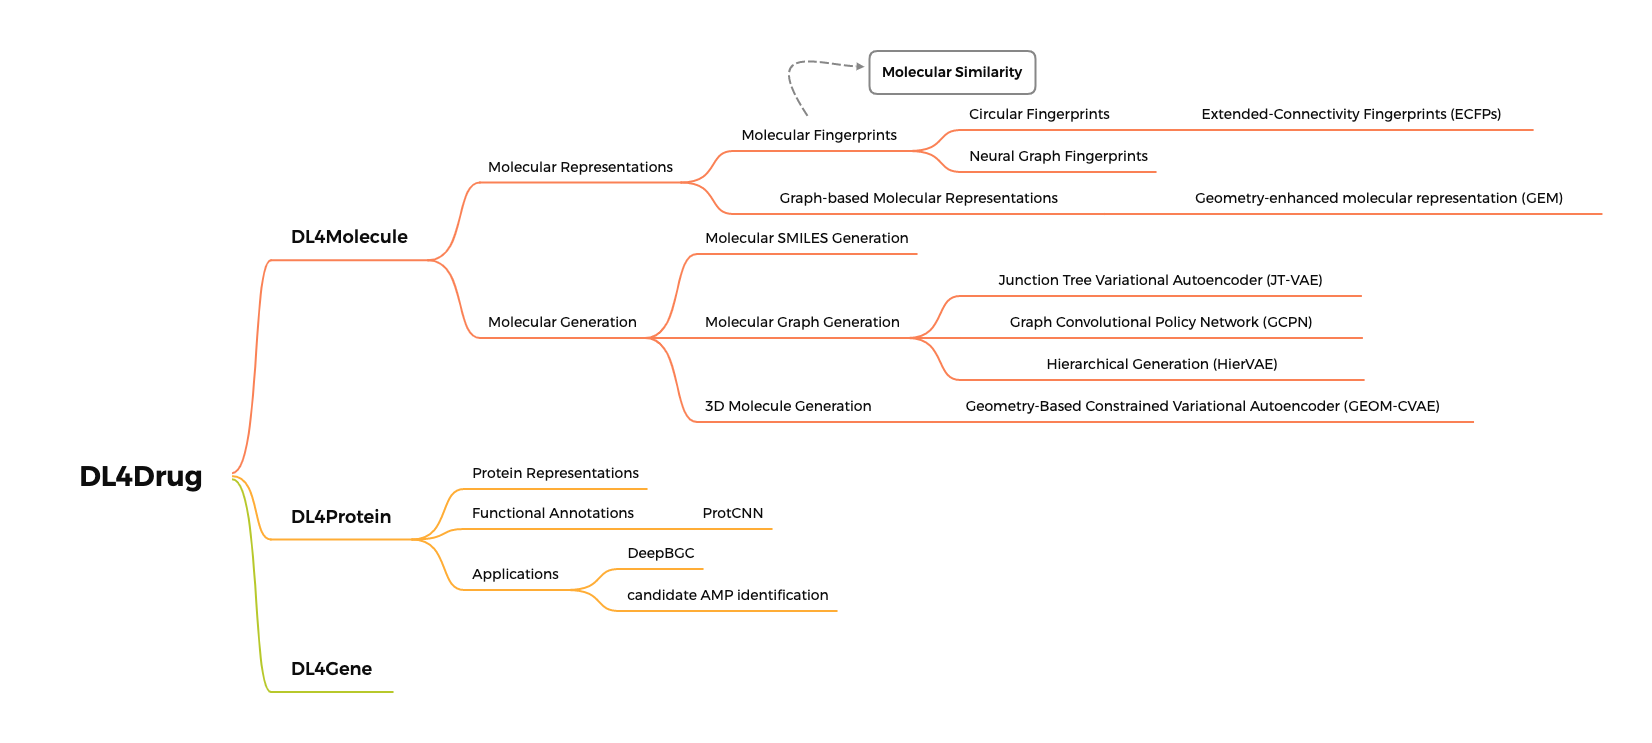 Molecular Similarity
Circular Fingerprints
Extended-Connectivity Fingerprints (ECFPs)
Molecular Fingerprints
Neural Graph Fingerprints
Molecular Representations
Graph-based Molecular Representations
Geometry-enhanced molecular representation (GEM)
DL4Molecule
Molecular SMILES Generation
Junction Tree Variational Autoencoder (JT-VAE)
Molecular Generation
Molecular Graph Generation
Graph Convolutional Policy Network (GCPN)
Hierarchical Generation (HierVAE)
3D Molecule Generation
Geometry-Based Constrained Variational Autoencoder (GEOM-CVAE)
DL4Drug
Protein Representations
DL4Protein
Functional Annotations
ProtCNN
DeepBGC
Applications
candidate AMP identification
DL4Gene